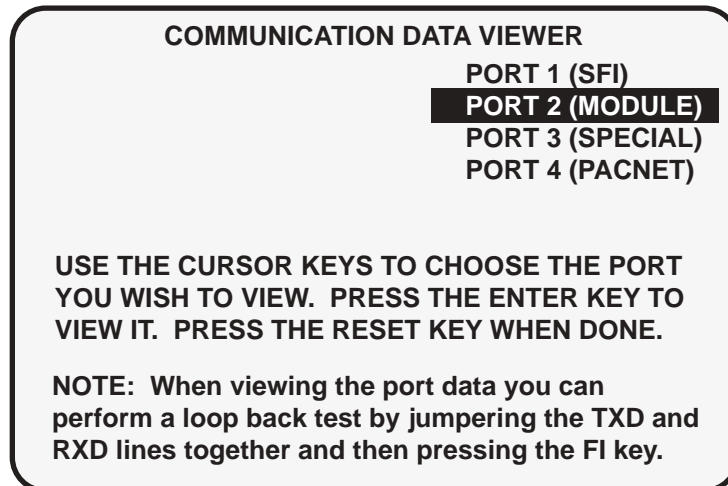 COMMUNICATION DATA VIEWER
PORT 1 (SFI)
PORT 2 (MODULE)
PORT 3 (SPECIAL)
PORT 4 (PACNET)
USE THE CURSOR KEYS TO CHOOSE THE PORT
YOU WISH TO VIEW.  PRESS THE ENTER KEY TO
VIEW IT.  PRESS THE RESET KEY WHEN DONE.
NOTE:  When viewing the port data you can
perform a loop back test by jumpering the TXD and
RXD lines together and then pressing the FI key.